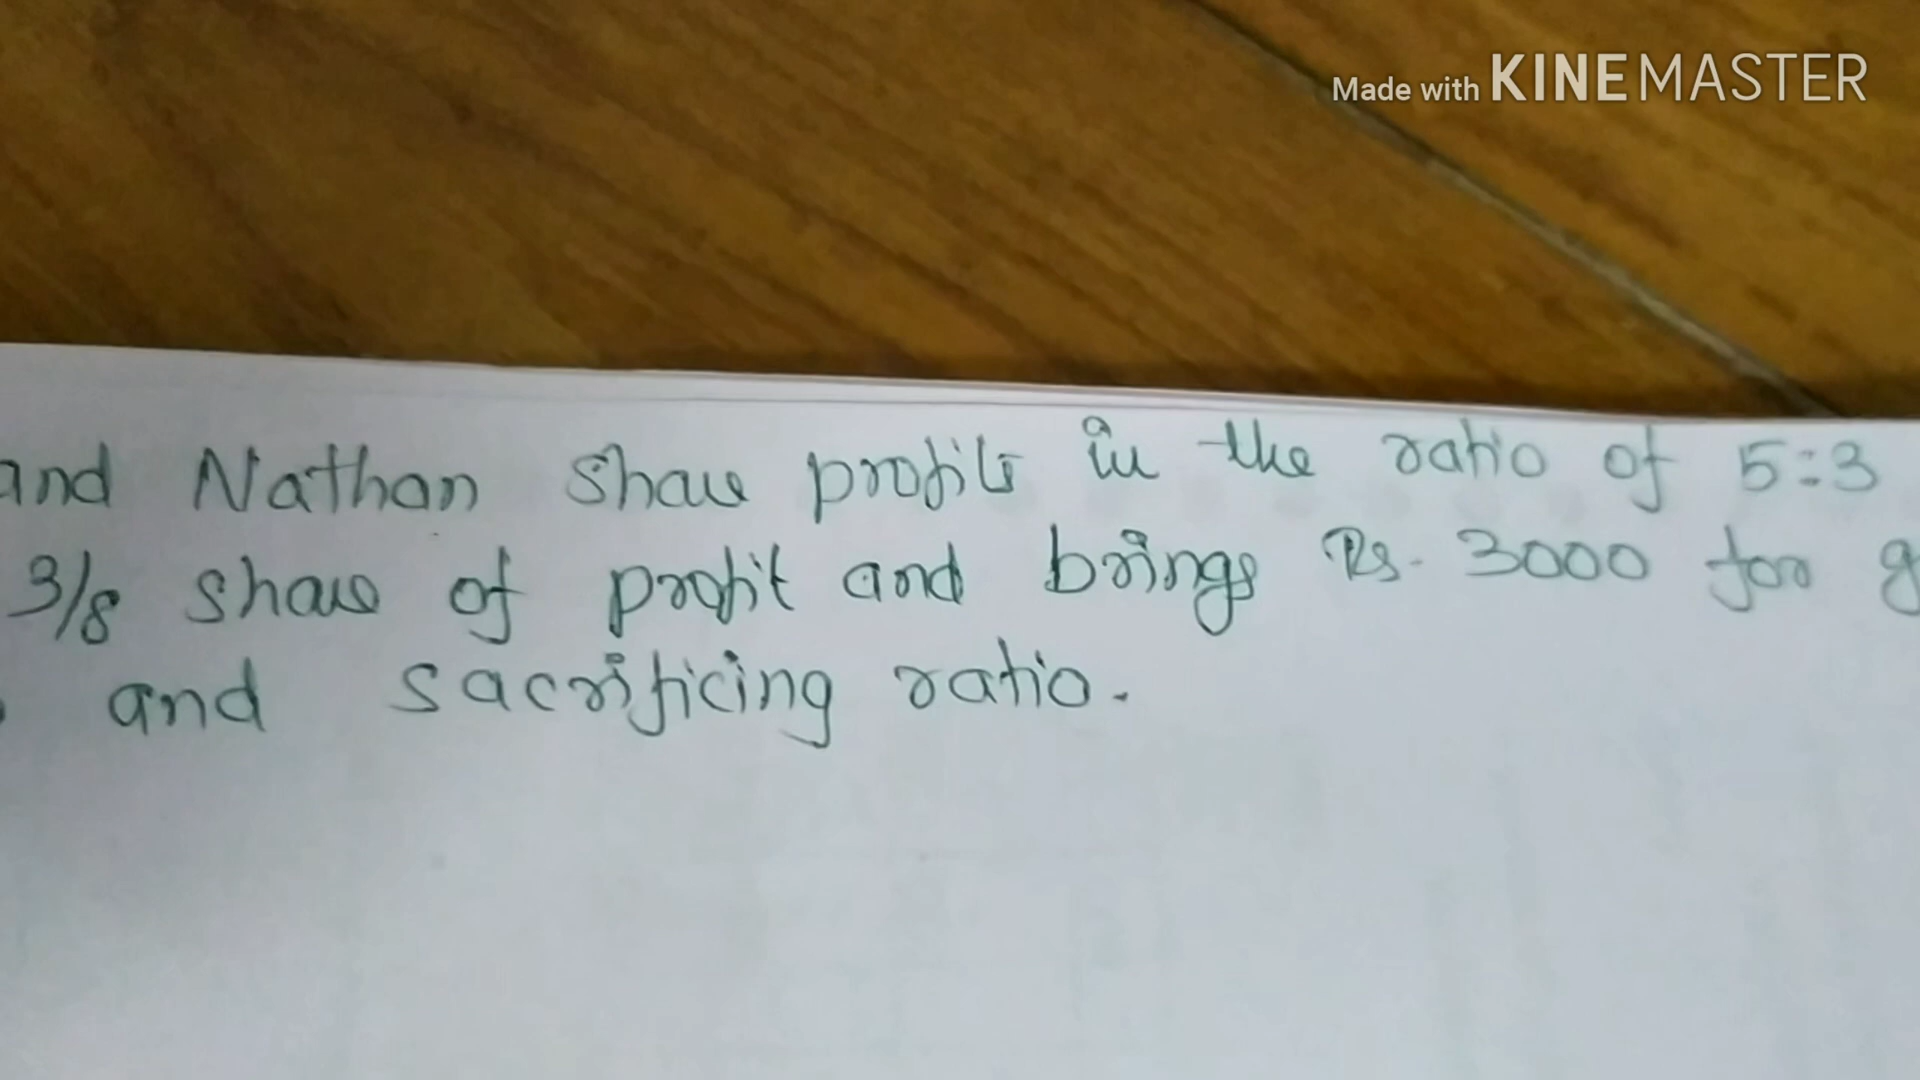 Made with KINEMASTER
and Nathan share profits in the ratio of 5:3
3/8 share of profit and brings Rs. 3000 for g
and sacrificing ratio.